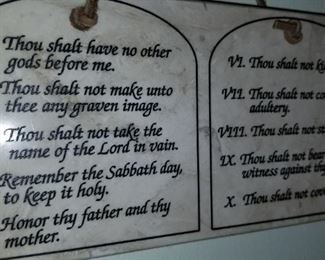 Thou shalt have no other
gods before me.
Thou shalt not make unto
thee any graven image.
Thou shalt not take the
name of the Lord in vain.
Remember the Sabbath day,
to keep it holy.
Honor thy father and thy
mother.
VI. Thou shalt not
VII. Thou shalt not
adultery.
VIII. Thou shalt not
IX. Thou shalt not
witness against
X. Thou shalt not